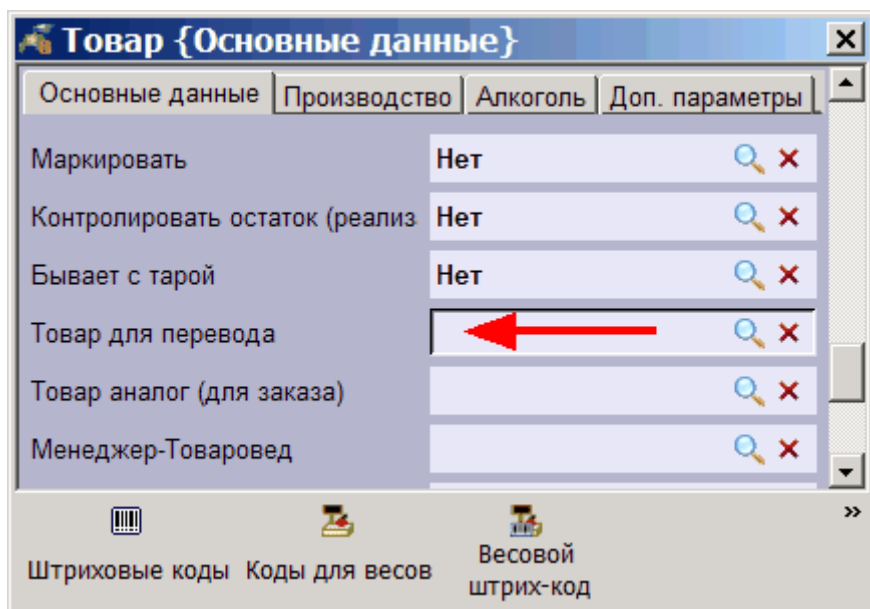 Товар {Основные данные}
Основные данные Производство Алкоголь Доп. параметры
Маркировать Нет
Контролировать остаток (реализ Нет
Бывает с тарой Нет
Товар для перевода
Товар аналог (для заказа)
Менеджер-Товаровед
Штриховые коды Коды для весов Весовой
штрих-код